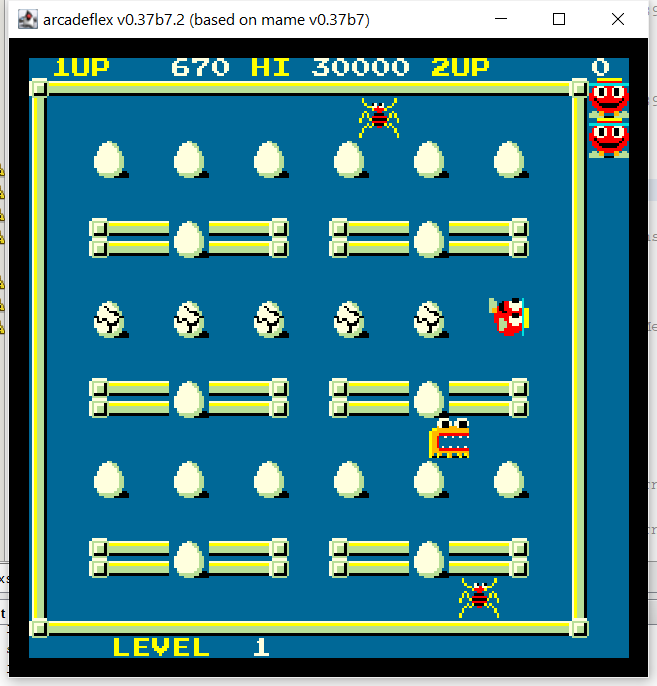 arcadeflex v0.37b7.2 (based on mame v0.37b7)
1UP 670 HI 30000 2UP 0
LEVEL 1